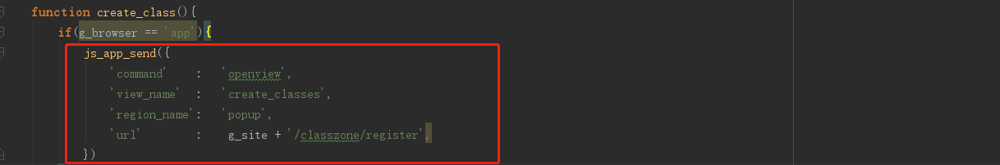 function create_class(){
if(g_browser == 'app'){
js_app_send({
'command' : 'openview',
'view_name' : 'create_classes',
'region_name': 'popup',
'url' : g_site + '/classzone/register',
})